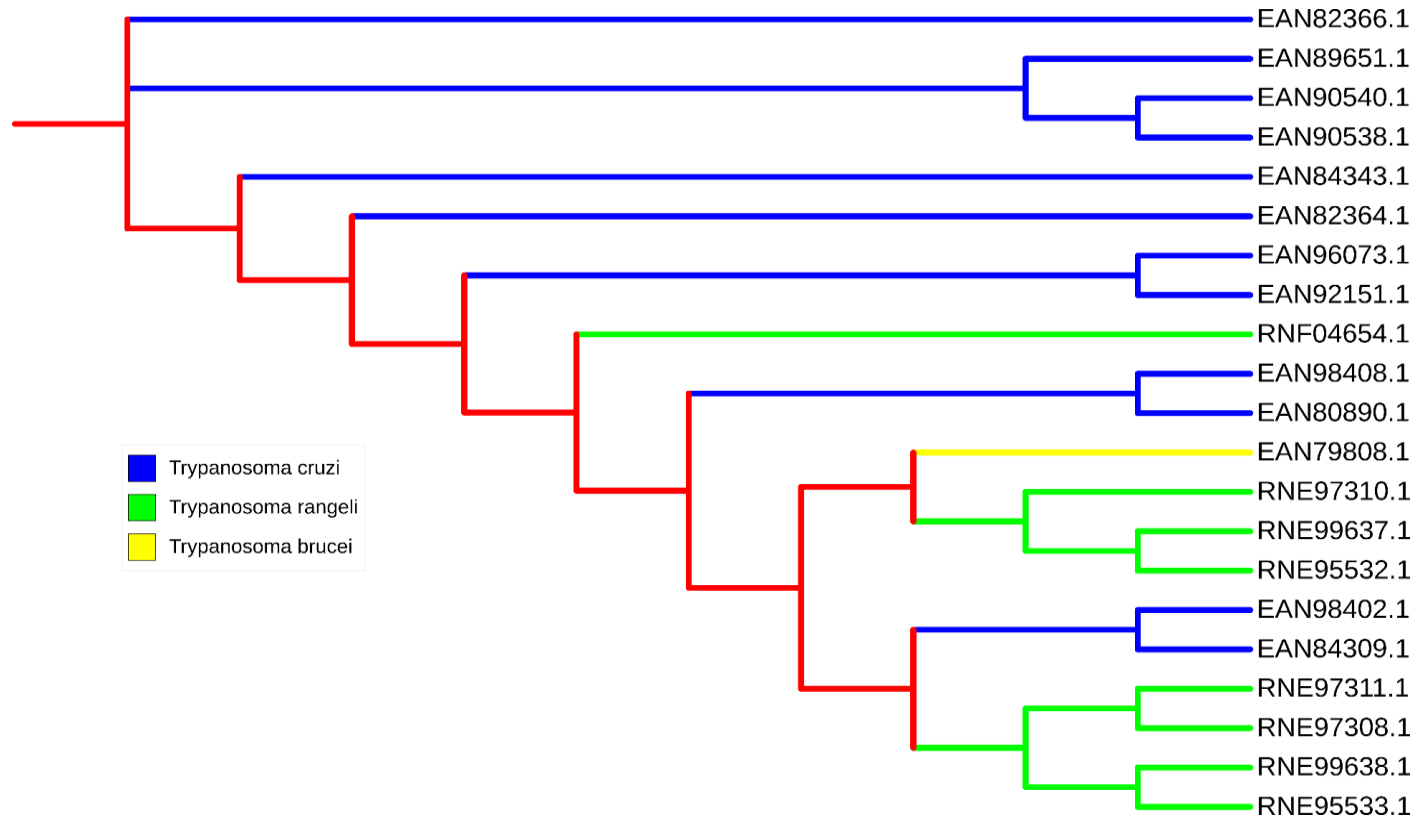 EAN82366.1
EAN89651.1
EAN90540.1
EAN90538.1
EAN84343.1
EAN82364.1
EAN96073.1
EAN92151.1
RNF04654.1
EAN98408.1
EAN80890.1
EAN79808.1
RNE97310.1
RNE99637.1
RNE95532.1
EAN98402.1
EAN84309.1
RNE97311.1
RNE97308.1
RNE99638.1
RNE95533.1
Trypanosoma cruzi
Trypanosoma rangeli
Trypanosoma brucei